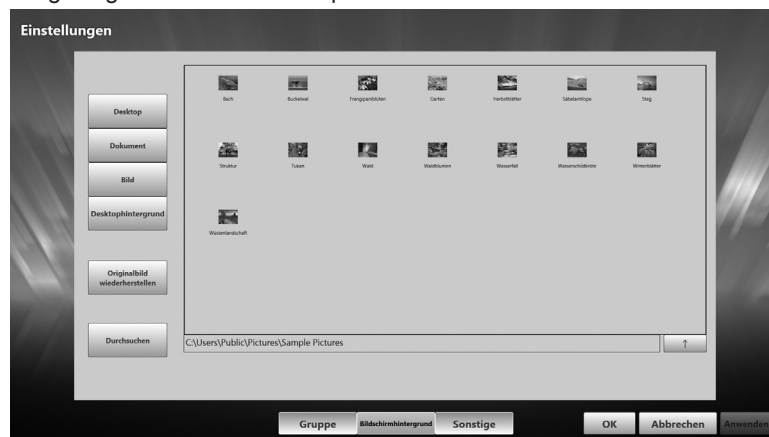 Einstellungen
Desktop
Dokument
Bild
Desktophintergrund
Originalbild
wiederherstellen
Durchsuchen
Bach Buckelwal Frangipaniblüten Garten Herbstblätter Säbelantilope Steg
Struktur Tukan Wald Waldblumen Wasserfall Wasserschildkröte Winterblätter
Wüstenlandschaft
C:\Users\Public\Pictures\Sample Pictures ↑
Gruppe Bildschirmhintergrund Sonstige OK Abbrechen Anwenden